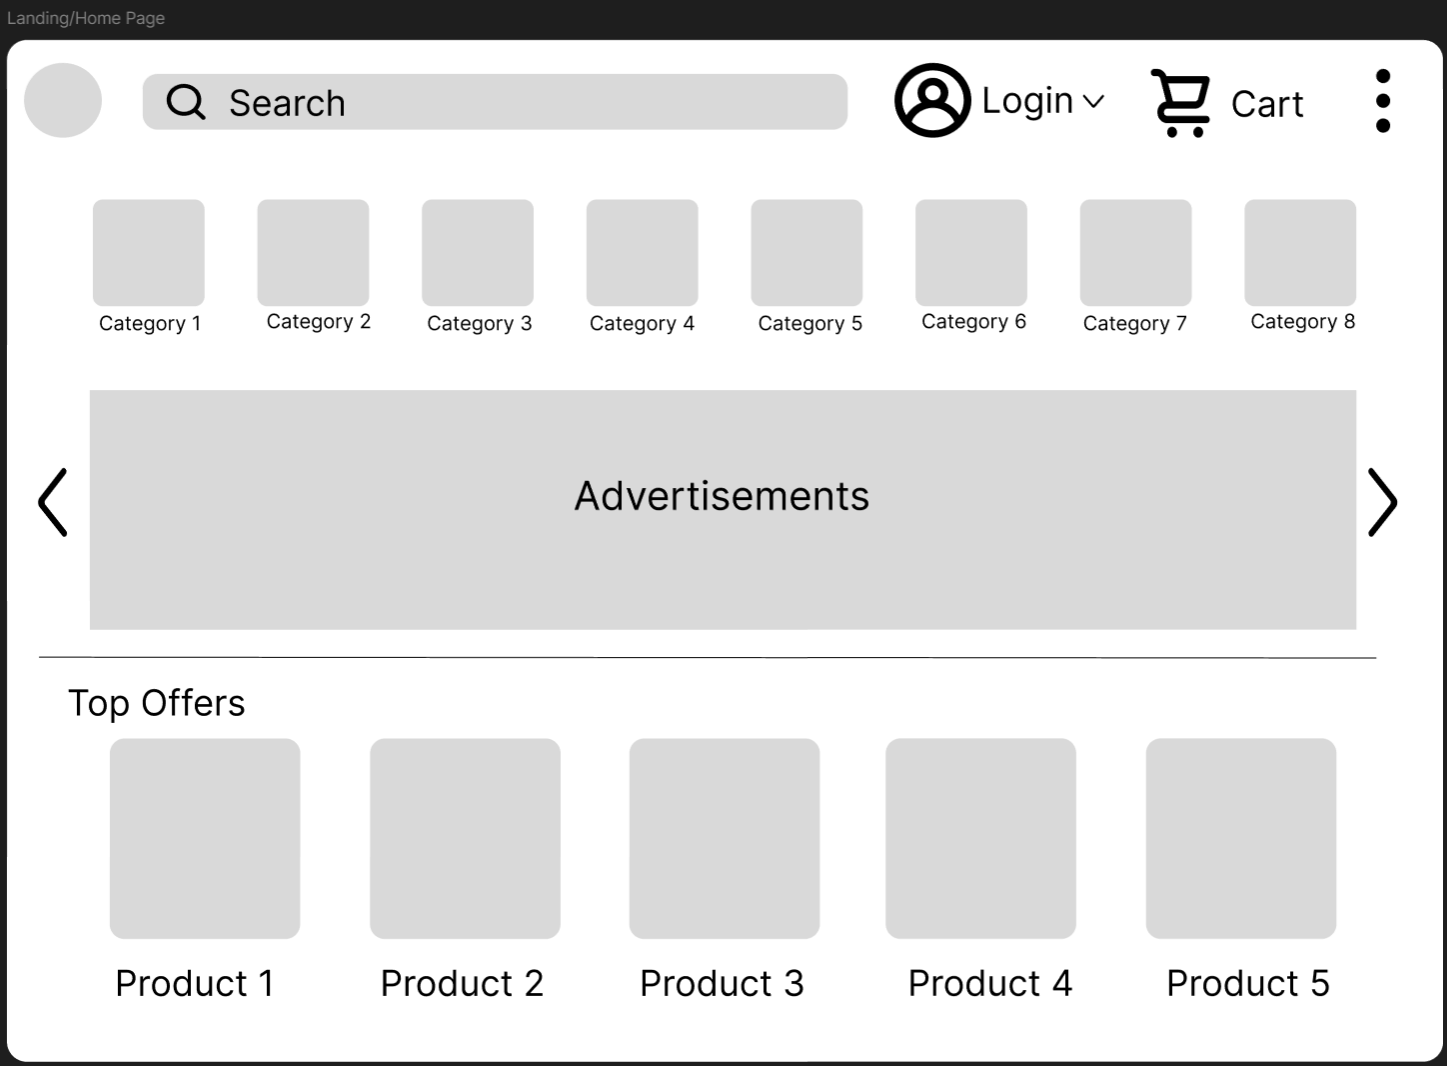 Landing/Home Page
Search
Login
Cart
Category 1
Category 2
Category 3
Category 4
Category 5
Category 6
Category 7
Category 8
Advertisements
Top Offers
Product 1
Product 2
Product 3
Product 4
Product 5